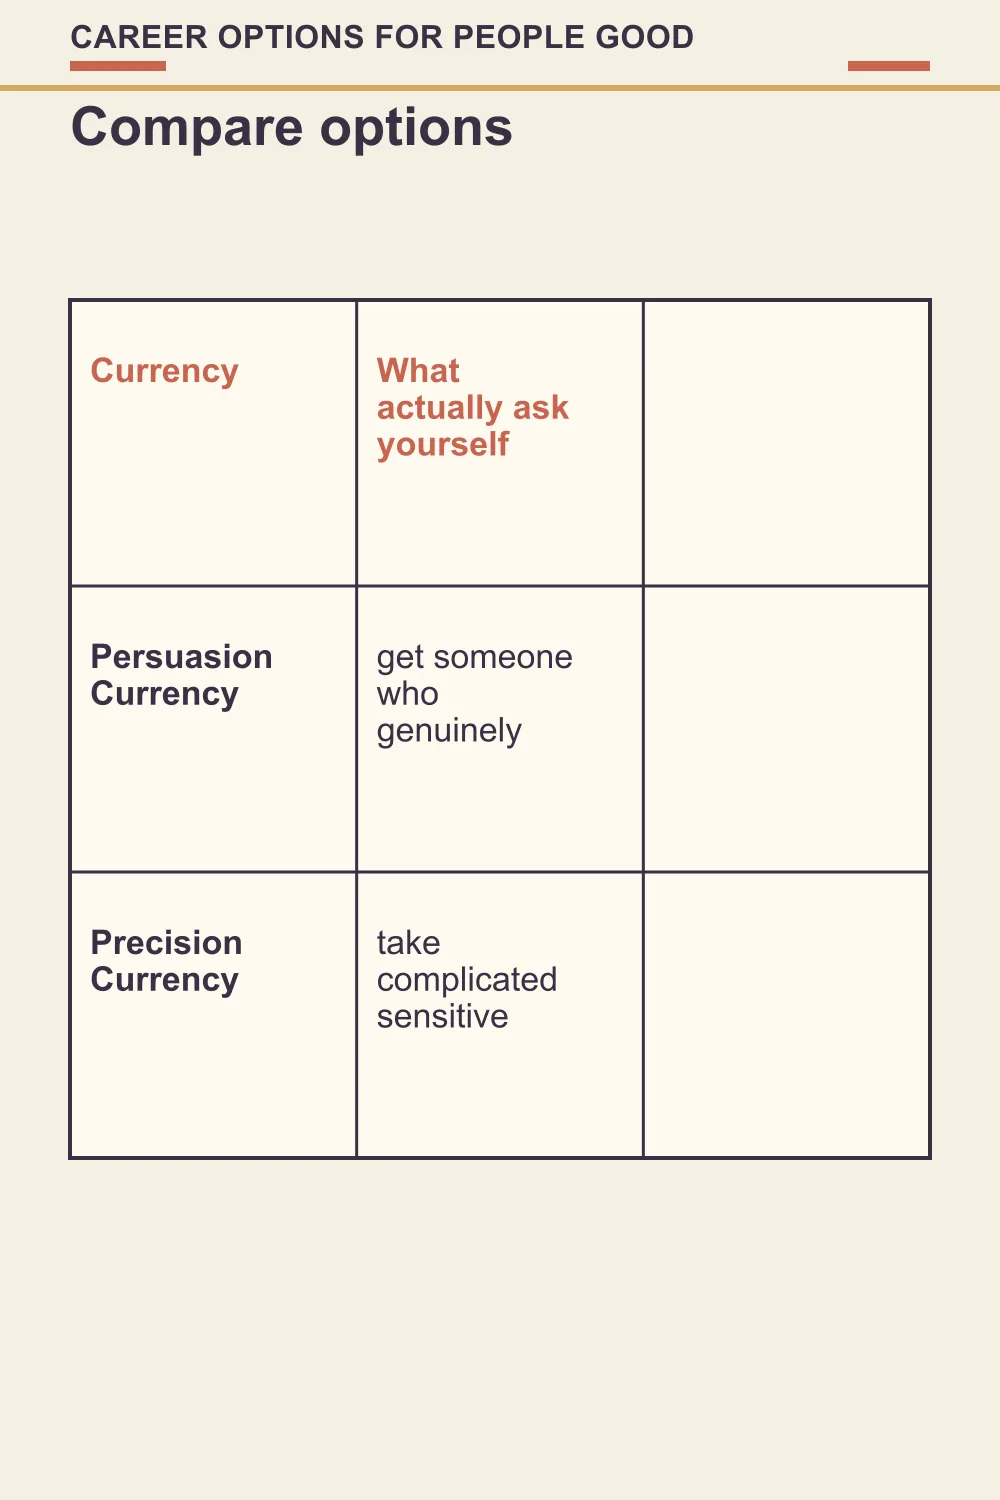 CAREER OPTIONS FOR PEOPLE GOOD
Compare options
Currency
What
actually ask
yourself
Persuasion
Currency
get someone
who
genuinely
Precision
Currency
take
complicated
sensitive